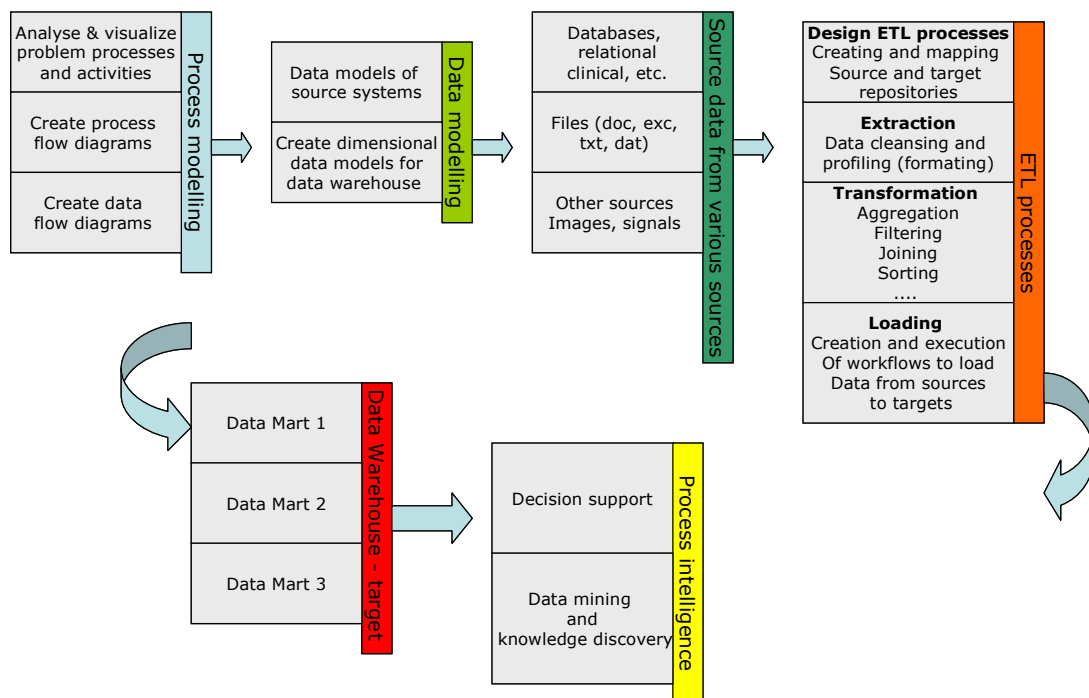 Analyse & visualize
problem processes
and activities
Create process
flow diagrams
Create data
flow diagrams
Process modelling
Data models of
source systems
Create dimensional
data models for
data warehouse
Data modelling
Databases,
relational
clinical, etc.
Files (doc, exc,
txt, dat)
Other sources
Images, signals
Source data from various sources
Design ETL processes
Creating and mapping
Source and target
repositories
Extraction
Data cleansing and
profiling (formating)
Transformation
Aggregation
Filtering
Joining
Sorting
....
Loading
Creation and execution
Of workflows to load
Data from sources
to targets
ETL processes
Data Mart 1
Data Mart 2
Data Mart 3
Data Warehouse - target
Decision support
Data mining
and
knowledge discovery
Process intelligence